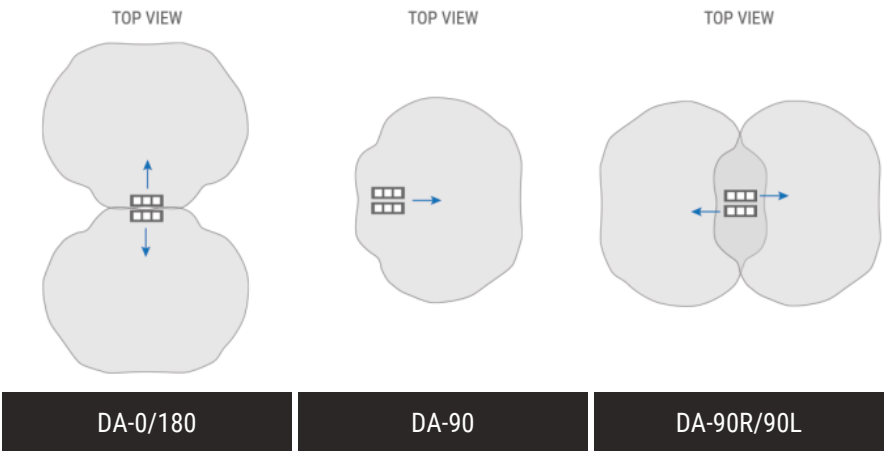 TOP VIEW
TOP VIEW
TOP VIEW
DA-0/180
DA-90
DA-90R/90L